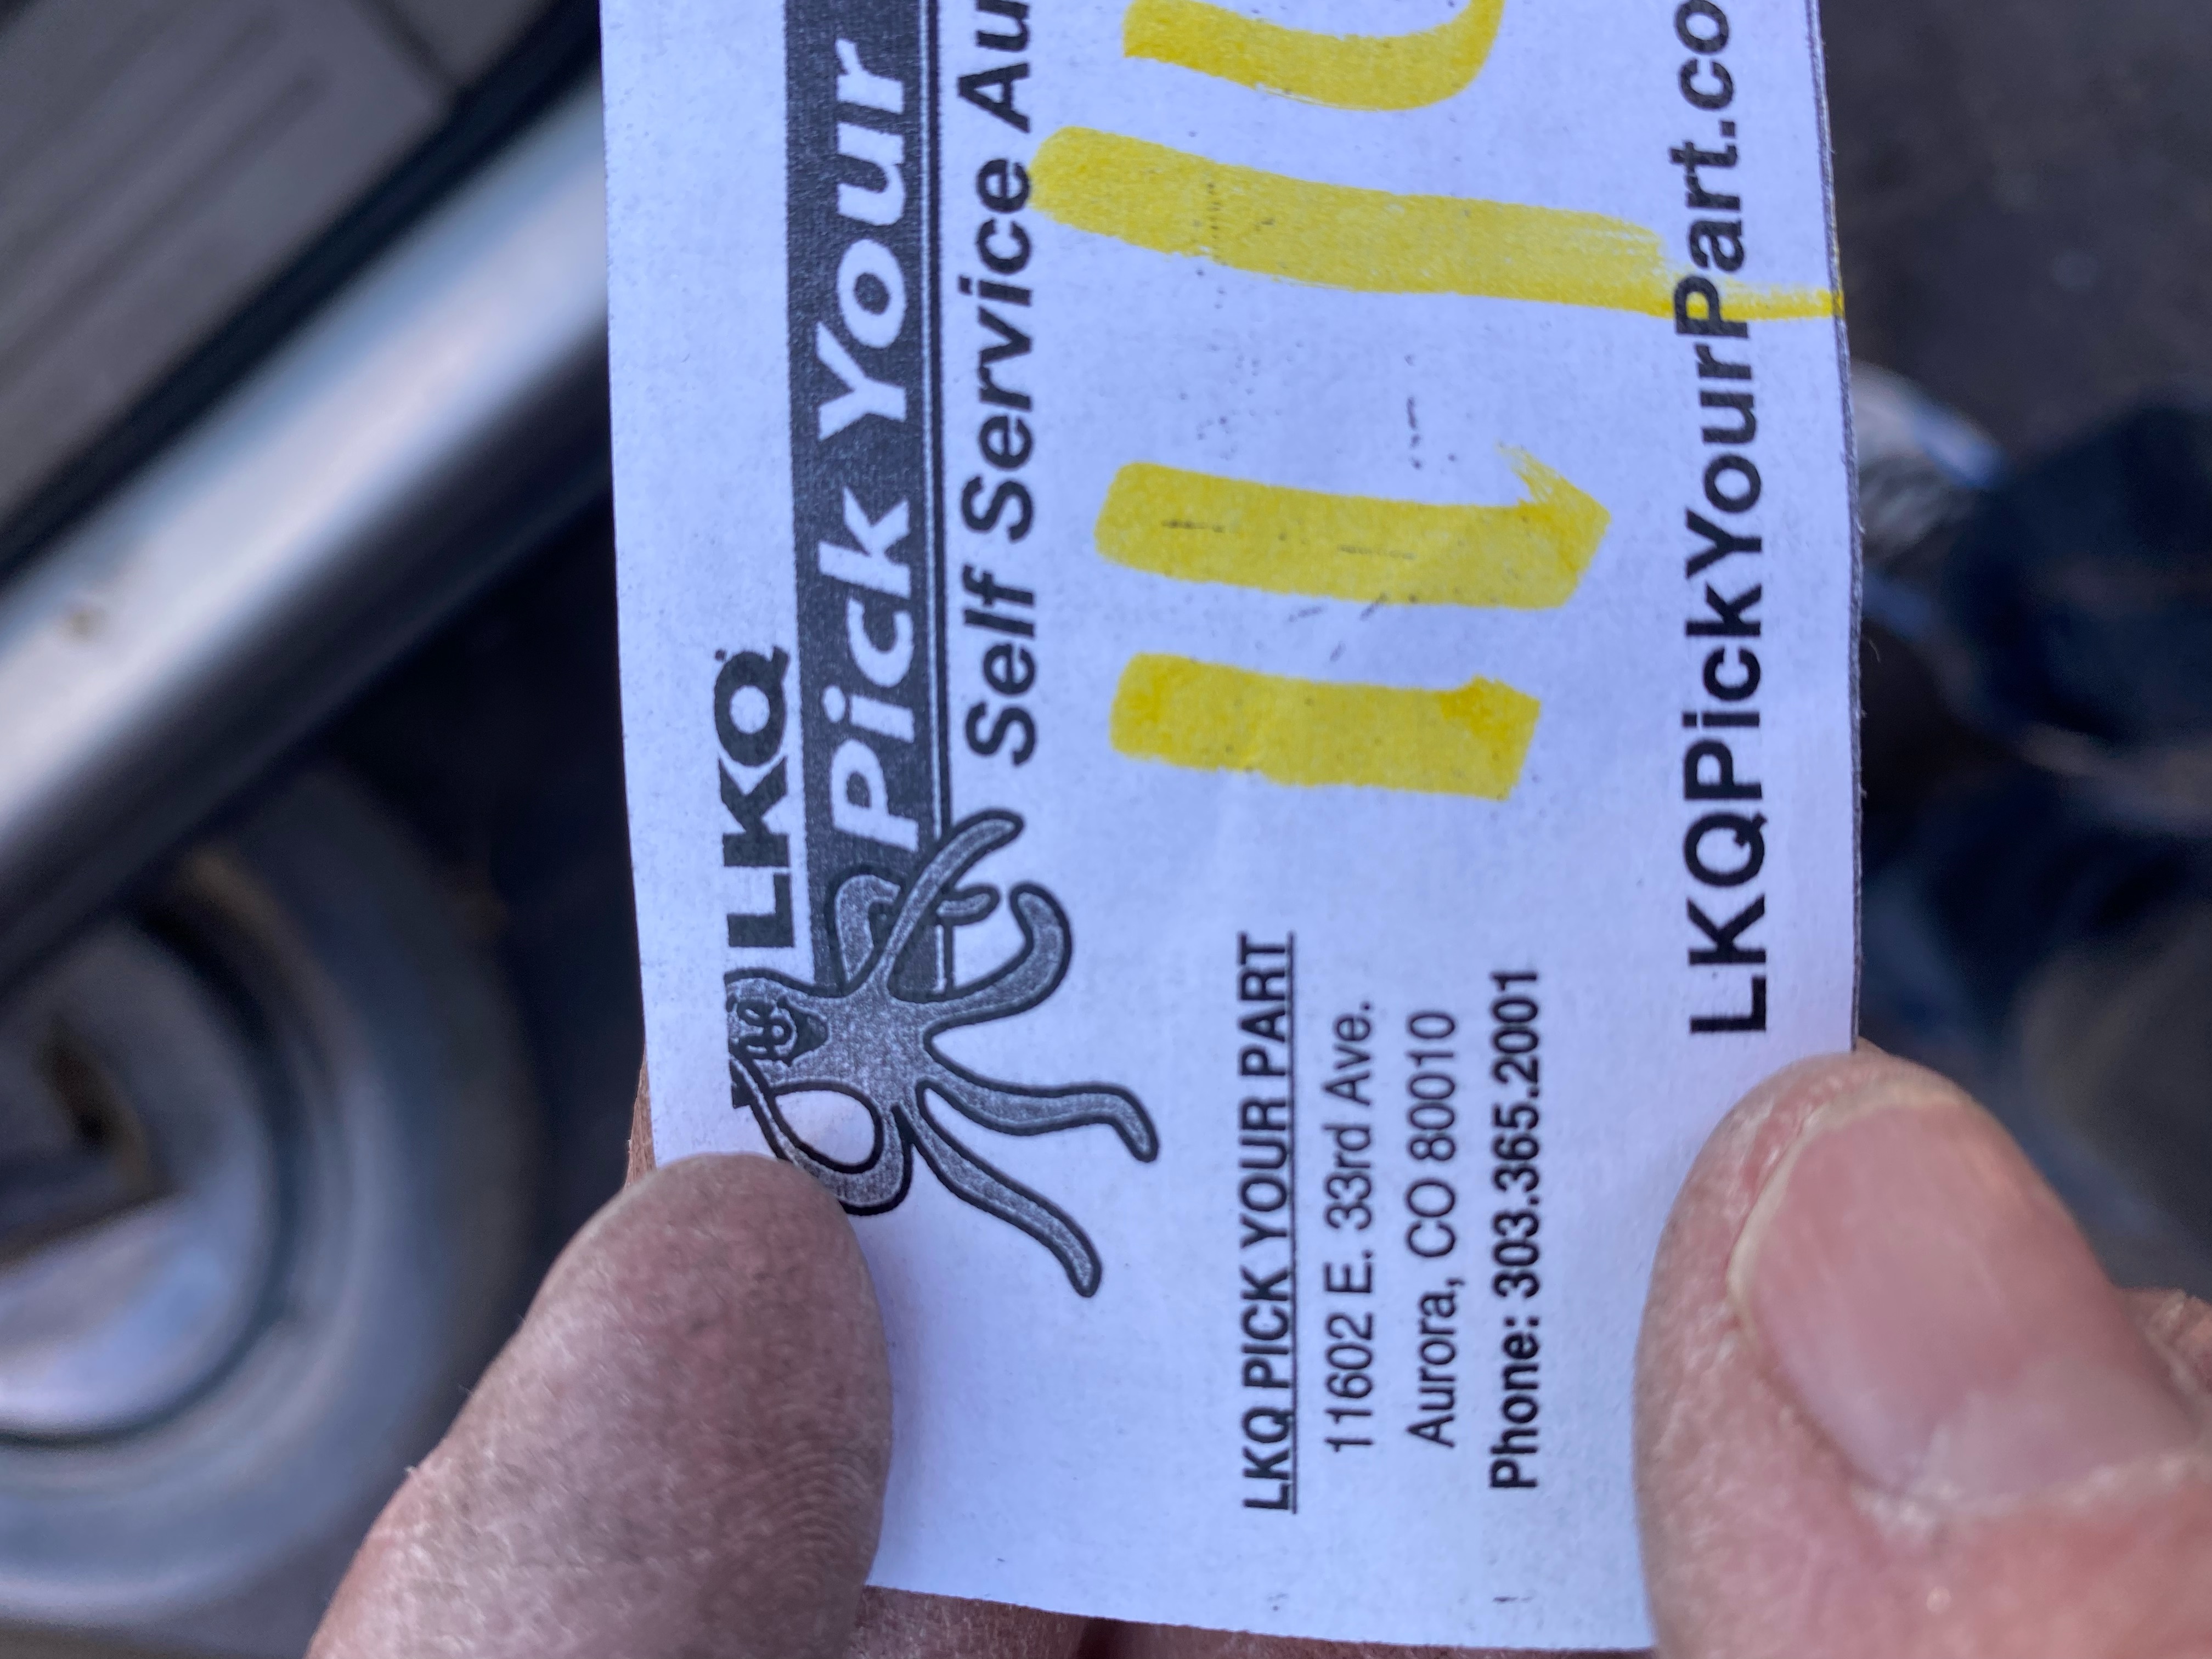 LKQ
Pick Your
Self Service Au
11/
LKQ PICK YOUR PART
11602 E. 33rd Ave.
Aurora, CO 80010
Phone: 303.365.2001
LKQPickYourPart.co